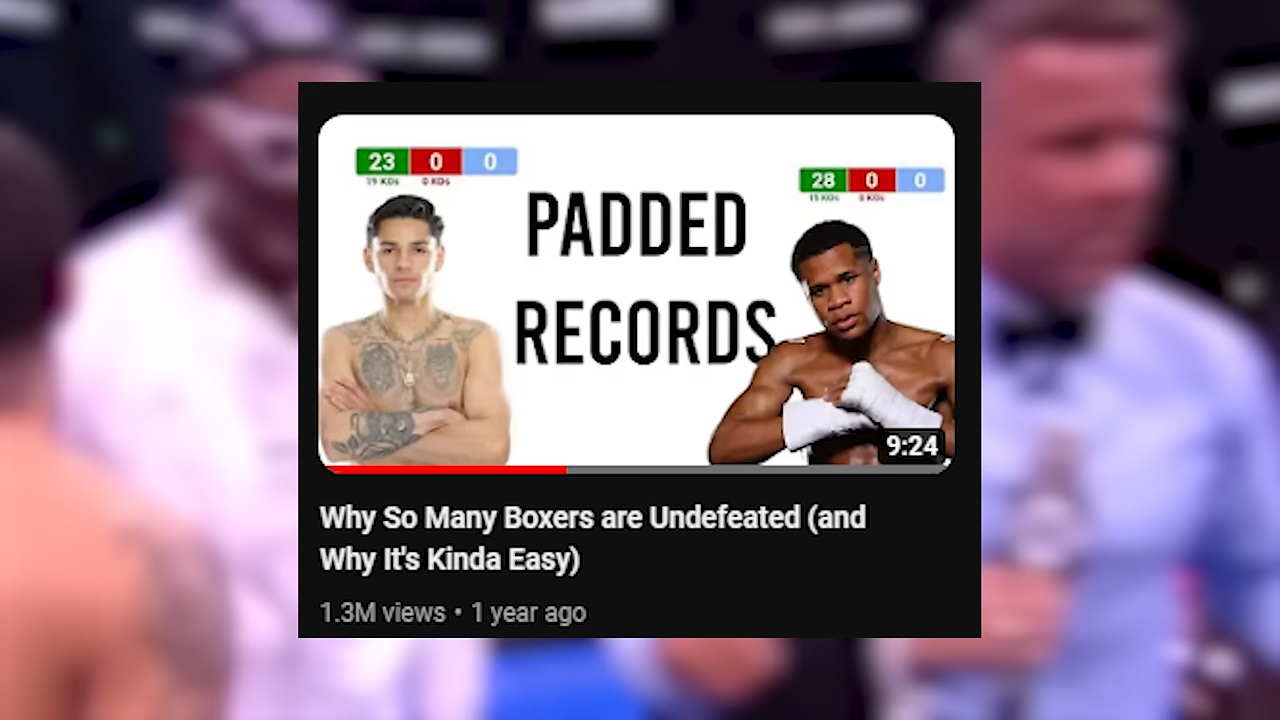 23 0 0
19 KOs 0 KOs
28 0 0
15 KOs 0 KOs
PADDED
RECORDS
9:24
Why So Many Boxers are Undefeated (and
Why It's Kinda Easy)
1.3M views • 1 year ago